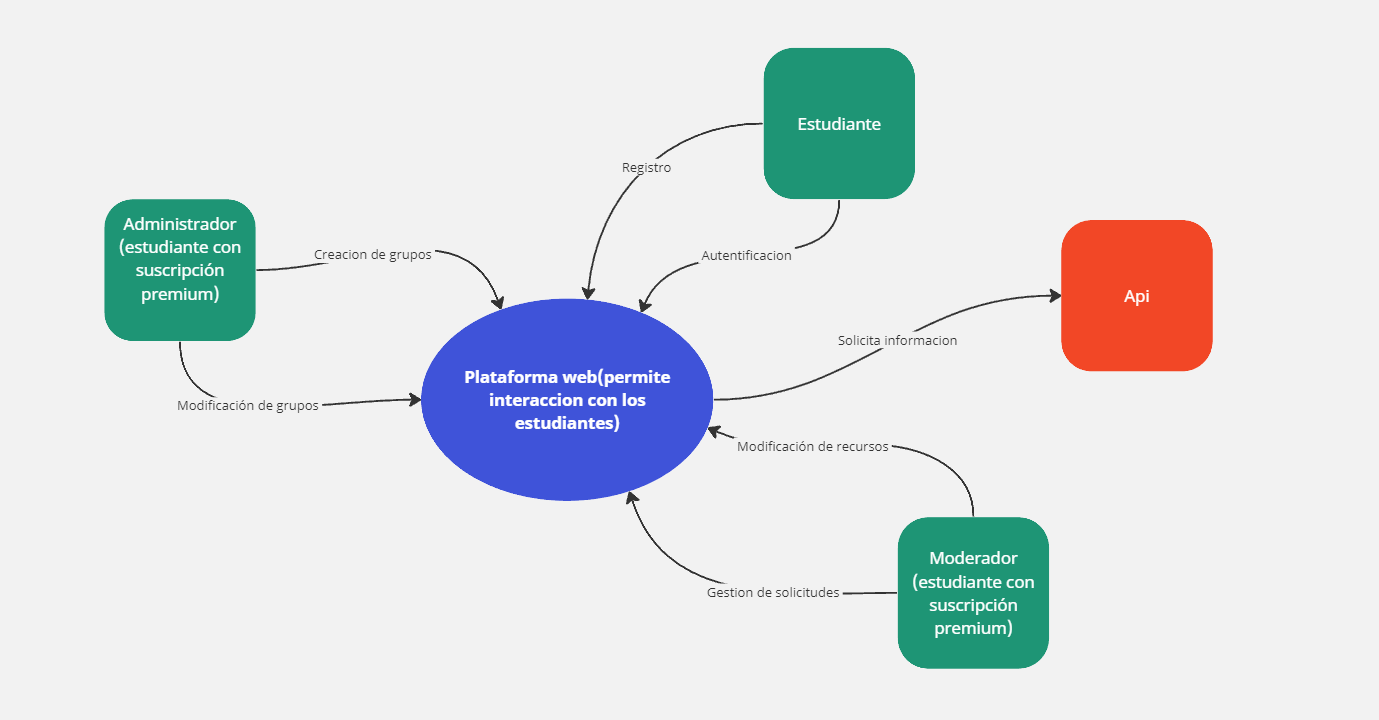 Estudiante
Registro
Administrador
(estudiante con
suscripción
premium)
Creacion de grupos
Autentificacion
Api
Solicita informacion
Plataforma web(permite
interaccion con los
estudiantes)
Modificación de grupos
Modificación de recursos
Moderador
(estudiante con
suscripción
premium)
Gestion de solicitudes